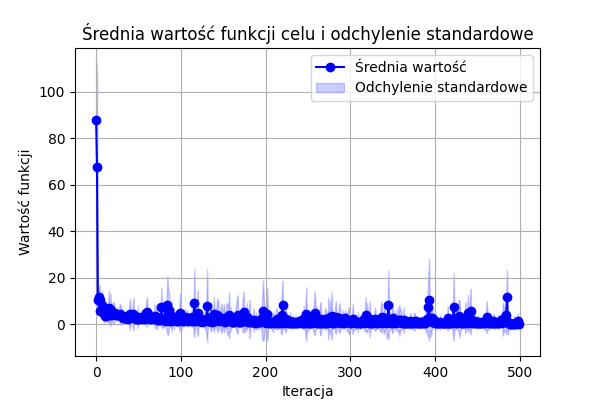 Średnia wartość funkcji celu i odchylenie standardowe
Średnia wartość
Odchylenie standardowe
Wartość funkcji
100
80
60
40
20
0
0 100 200 300 400 500
Iteracja